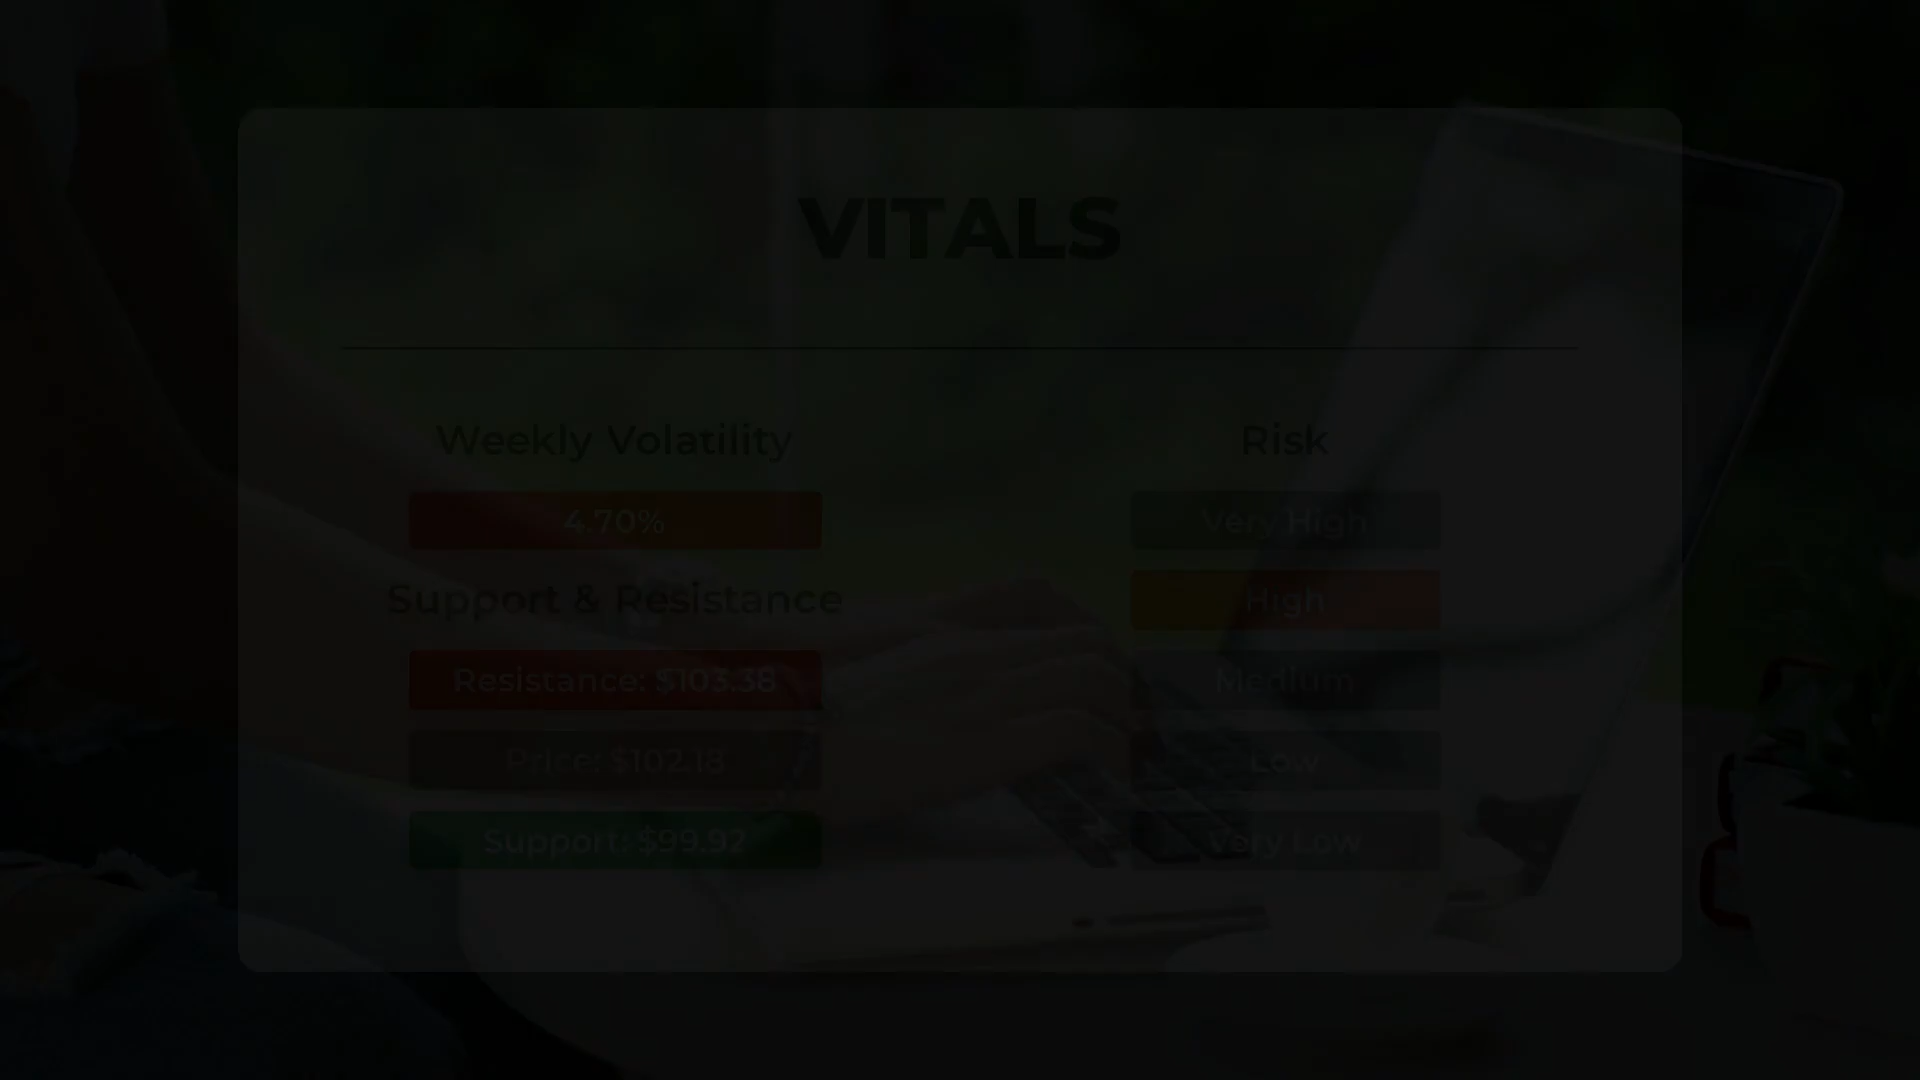 VITALS
Weekly Volatility
4.70%
Support & Resistance
Resistance: $103.38
Price: $102.18
Support: $99.92
Risk
Very High
High
Medium
Low
Very Low